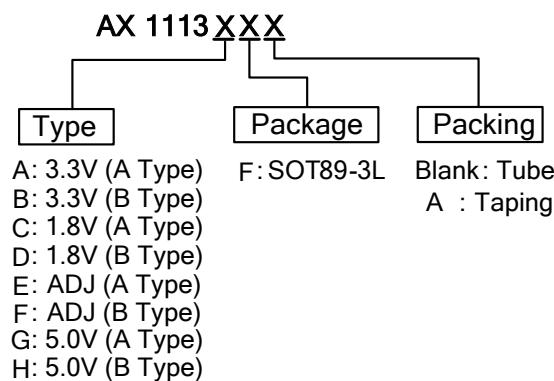 AX 1113 X X X
Type
A: 3.3V (A Type)
B: 3.3V (B Type)
C: 1.8V (A Type)
D: 1.8V (B Type)
E: ADJ (A Type)
F: ADJ (B Type)
G: 5.0V (A Type)
H: 5.0V (B Type)
Package
F: SOT89-3L
Packing
Blank: Tube
A : Taping